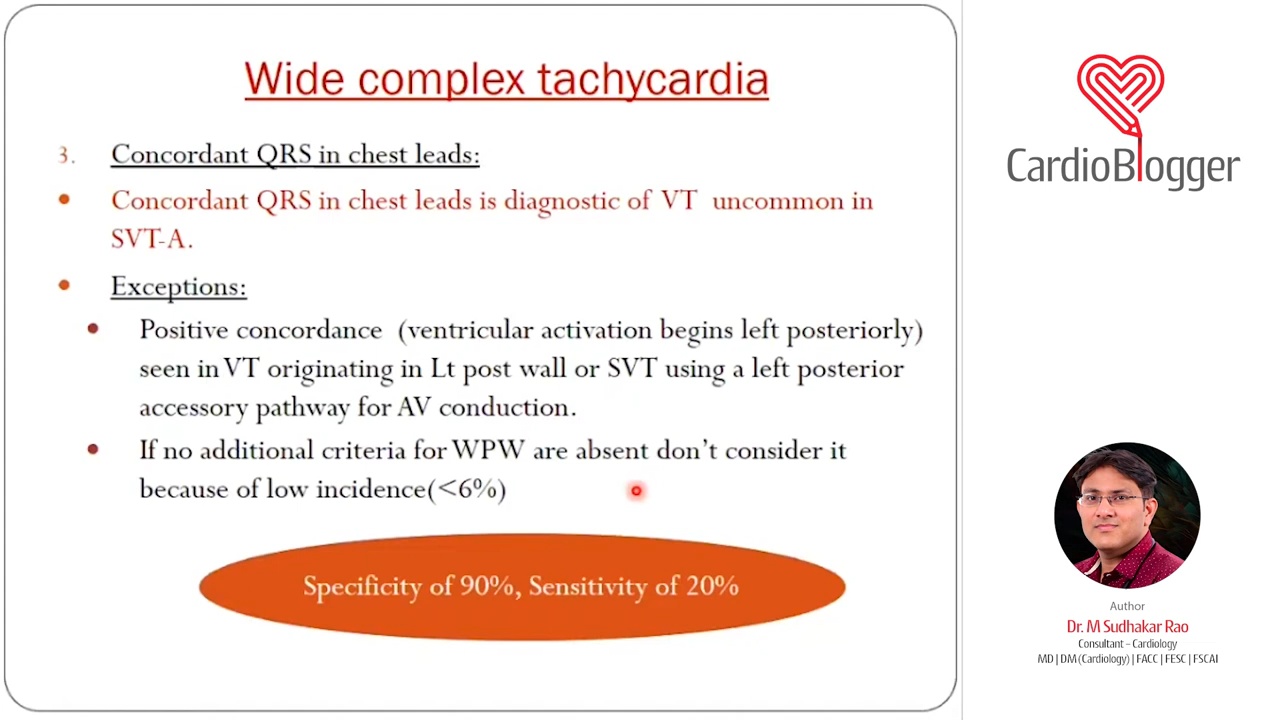 Wide complex tachycardia
3. Concordant QRS in chest leads:
• Concordant QRS in chest leads is diagnostic of VT uncommon in
SVT-A.
• Exceptions:
• Positive concordance (ventricular activation begins left posteriorly)
seen in VT originating in Lt post wall or SVT using a left posterior
accessory pathway for AV conduction.
• If no additional criteria for WPW are absent don't consider it
because of low incidence(<6%)
Specificity of 90%, Sensitivity of 20%
CardioBlogger
Author
Dr. M Sudhakar Rao
Consultant – Cardiology
MD | DM (Cardiology) | FACC | FESC | FSCAI